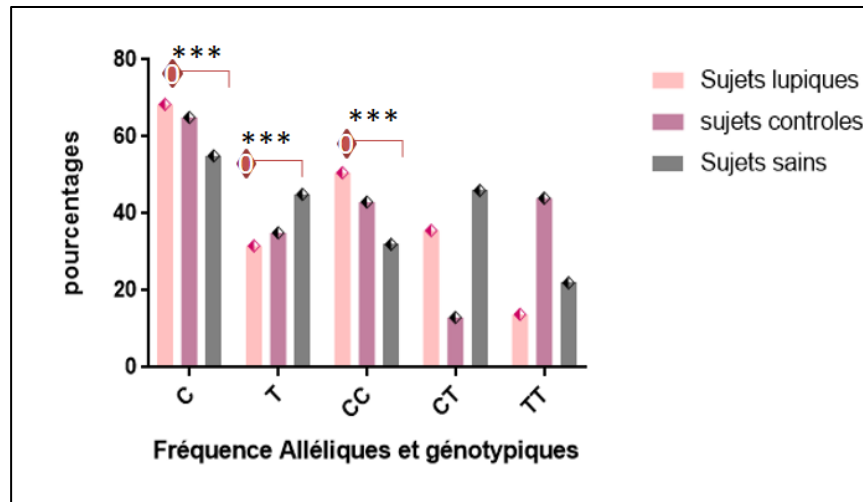 80
60
40
20
0
pourcentages
***
***
***
C
T
CC
CT
TT
Fréquence Alléliques et génotypiques
Sujets lupiques
sujets controles
Sujets sains